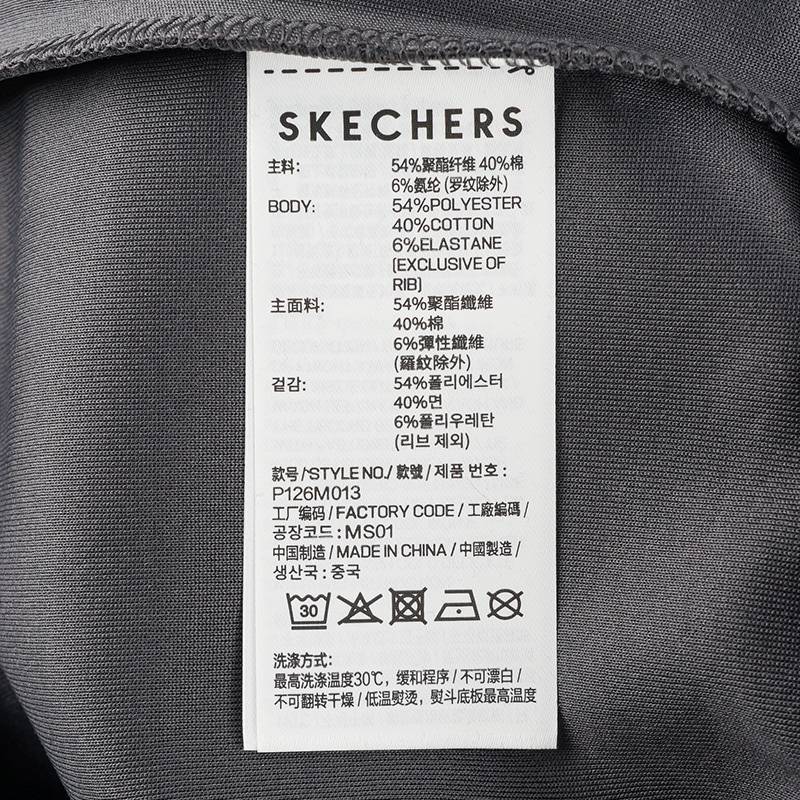 SKECHERS
主料: 54%聚酯纤维 40%棉
6%氨纶 (罗纹除外)
BODY: 54%POLYESTER
40%COTTON
6%ELASTANE
(EXCLUSIVE OF
RIB)
主面料: 54%聚酯纖維
40%棉
6%彈性纖維
(羅紋除外)
겉감: 54%폴리에스터
40%면
6%폴리우레탄
(리브 제외)
款号 / STYLE NO. / 款號 / 제품 번호 :
P126M013
工厂编码 / FACTORY CODE / 工廠編碼 /
공장코드 : MS01
中国制造 / MADE IN CHINA / 中國製造 /
생산국 : 중국
30
洗涤方式:
最高洗涤温度30℃，缓和程序 / 不可漂白 /
不可翻转干燥 / 低温熨烫，熨斗底板最高温度